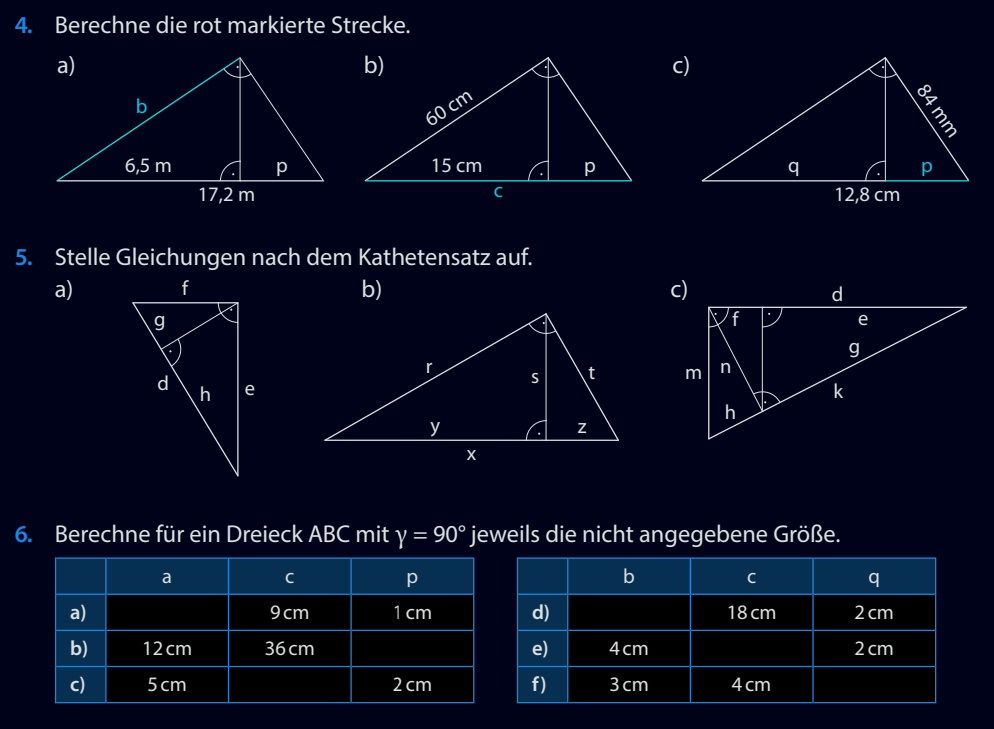 4. Berechne die rot markierte Strecke.
a)
b
6,5 m
p
17,2 m
b)
60 cm
15 cm
p
c
c)
84 mm
q
p
12,8 cm
5. Stelle Gleichungen nach dem Kathetensatz auf.
a)
f
g
d
h
e
b)
r
s
t
y
z
x
c)
d
f
e
g
m
n
k
h
6. Berechne für ein Dreieck ABC mit γ = 90° jeweils die nicht angegebene Größe.
a c p
a) 9 cm 1 cm
b) 12 cm 36 cm
c) 5 cm 2 cm
b c q
d) 18 cm 2 cm
e) 4 cm 2 cm
f) 3 cm 4 cm